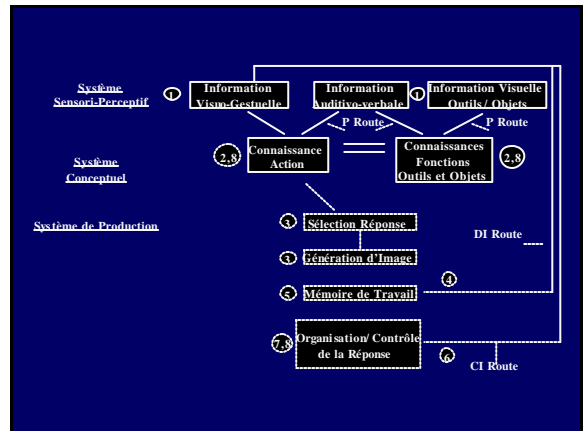 Système
Sensori-Perceptif
1
Information
Visuo-Gestuelle
Information
Auditivo-verbale
1
Information Visuelle
Outils/ Objets
P Route
P Route
Système
Conceptuel
2,8
Connaissance
Action
Connaissances
Fonctions
Outils et Objets
2,8
Système de Production
3
Sélection Réponse
DI Route
3
Génération d'Image
4
5
Mémoire de Travail
7,8
Organisation/ Contrôle
de la Réponse
6
CI Route